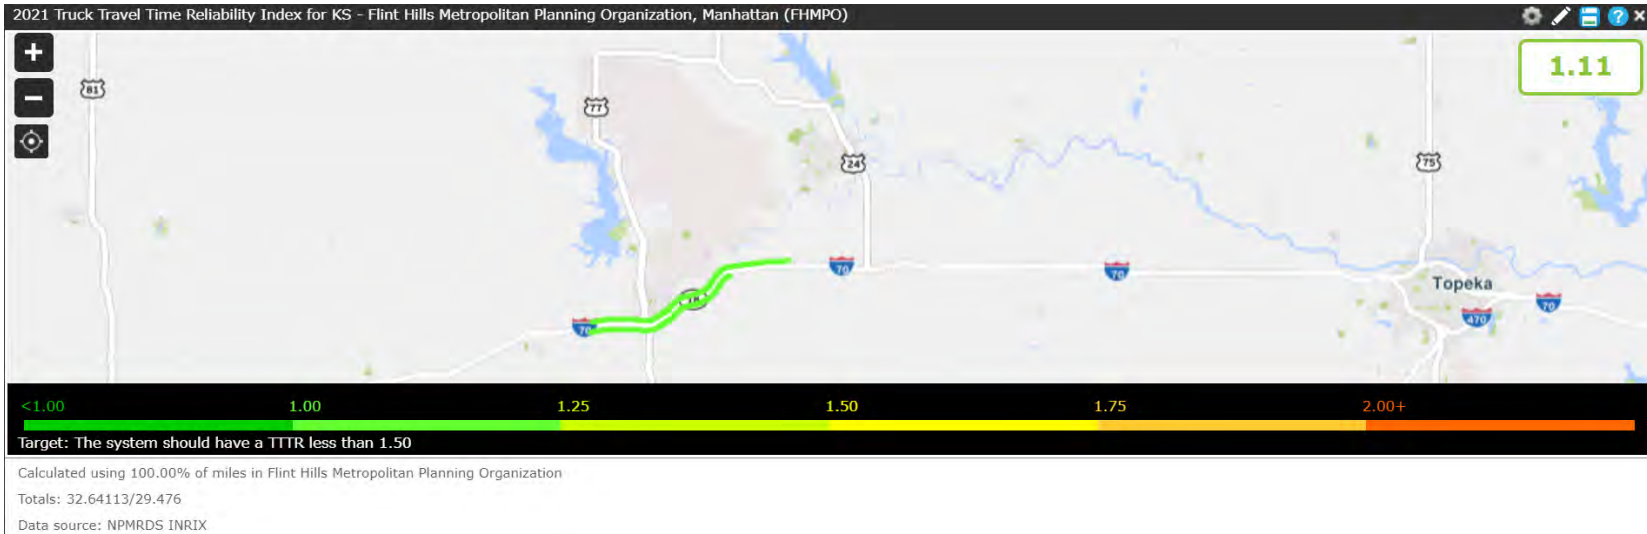 2021 Truck Travel Time Reliability Index for KS - Flint Hills Metropolitan Planning Organization, Manhattan (FHMPO)
1.11
81
77
24
75
70
70
Topeka
18
70
70
470
<1.00 1.00 1.25 1.50 1.75 2.00+
Target: The system should have a TTTR less than 1.50
Calculated using 100.00% of miles in Flint Hills Metropolitan Planning Organization
Totals: 32.64113/29.476
Data source: NPMRDS INRIX